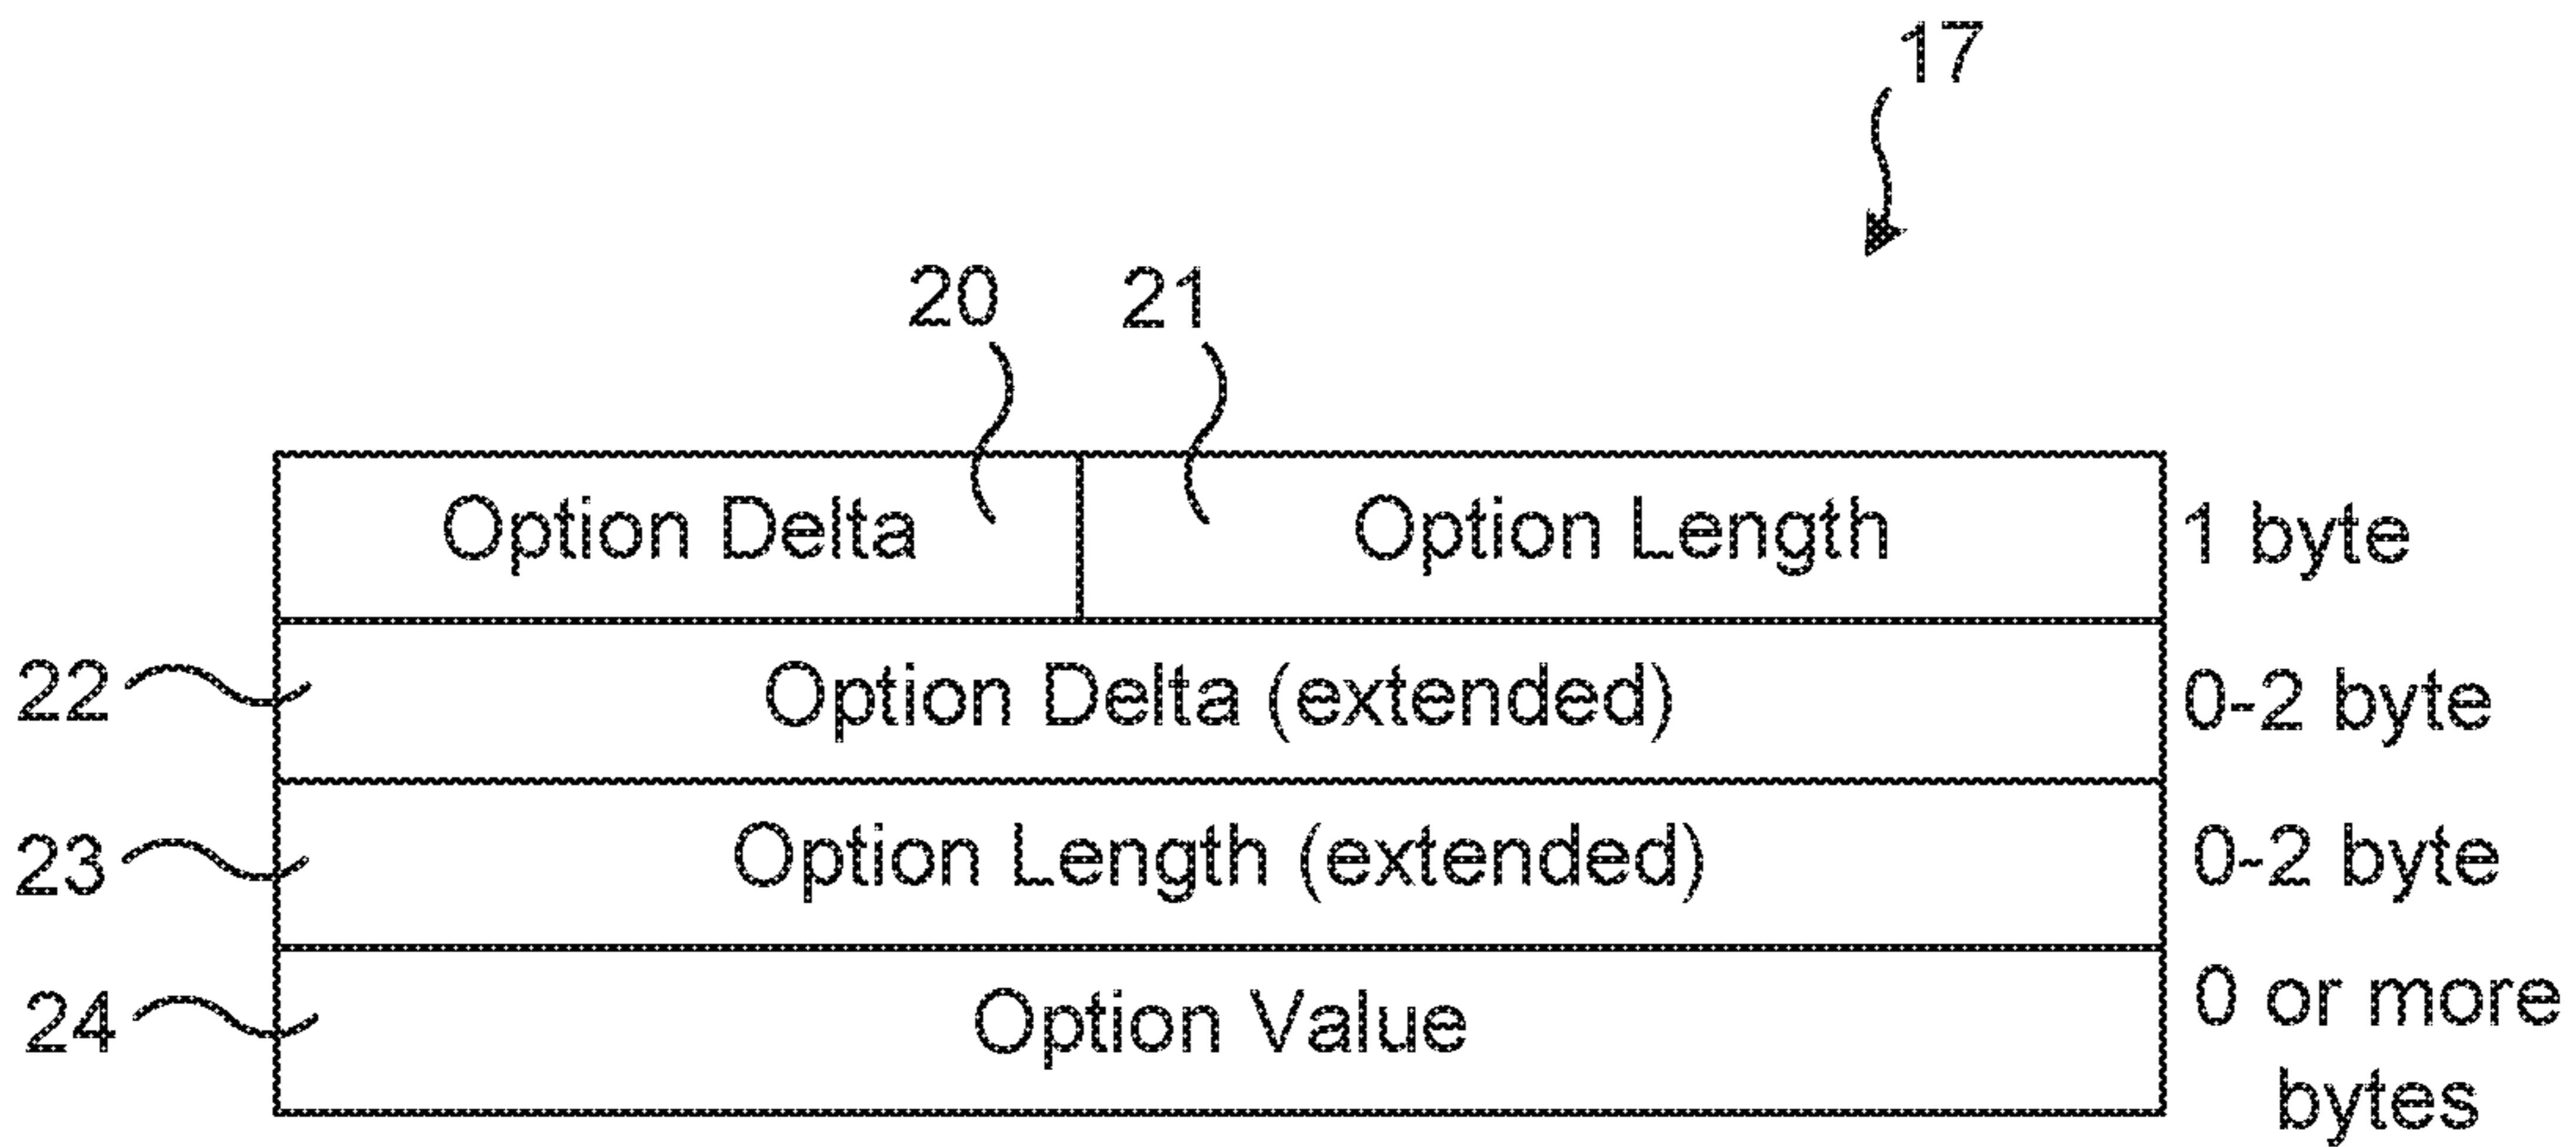 17
20 21
Option Delta Option Length 1 byte
22 Option Delta (extended) 0-2 byte
23 Option Length (extended) 0-2 byte
24 Option Value 0 or more
bytes